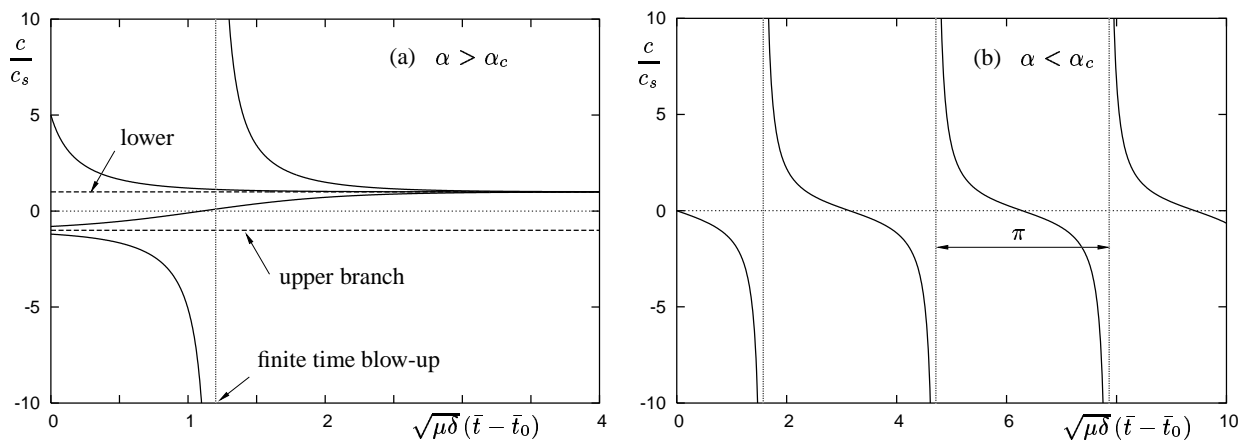 10
5
0
-5
-10
c
c_s
(a) α > α_c
lower
upper branch
finite time blow-up
0
1
2
3
4
√μδ (t̄ − t̄_0)
10
5
0
-5
-10
c
c_s
(b) α < α_c
π
0
2
4
6
8
10
√μδ (t̄ − t̄_0)